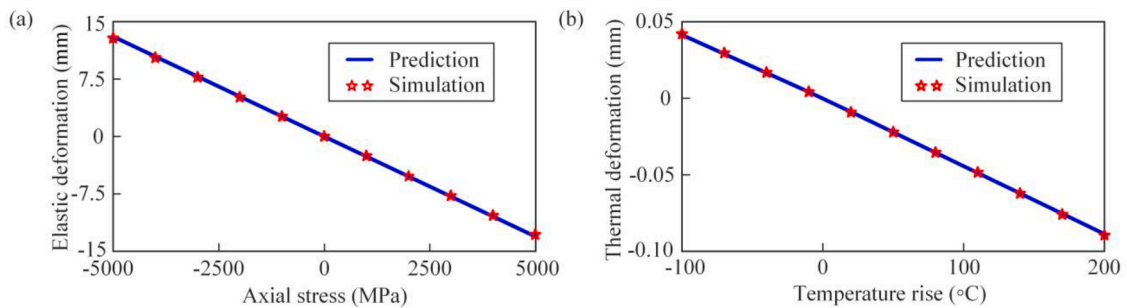 (a)
Elastic deformation (mm)
15
7.5
0
-7.5
-15
Prediction
Simulation
-5000 -2500 0 2500 5000
Axial stress (MPa)
(b)
Thermal deformation (mm)
0.05
0
-0.05
-0.10
Prediction
Simulation
-100 0 100 200
Temperature rise (°C)